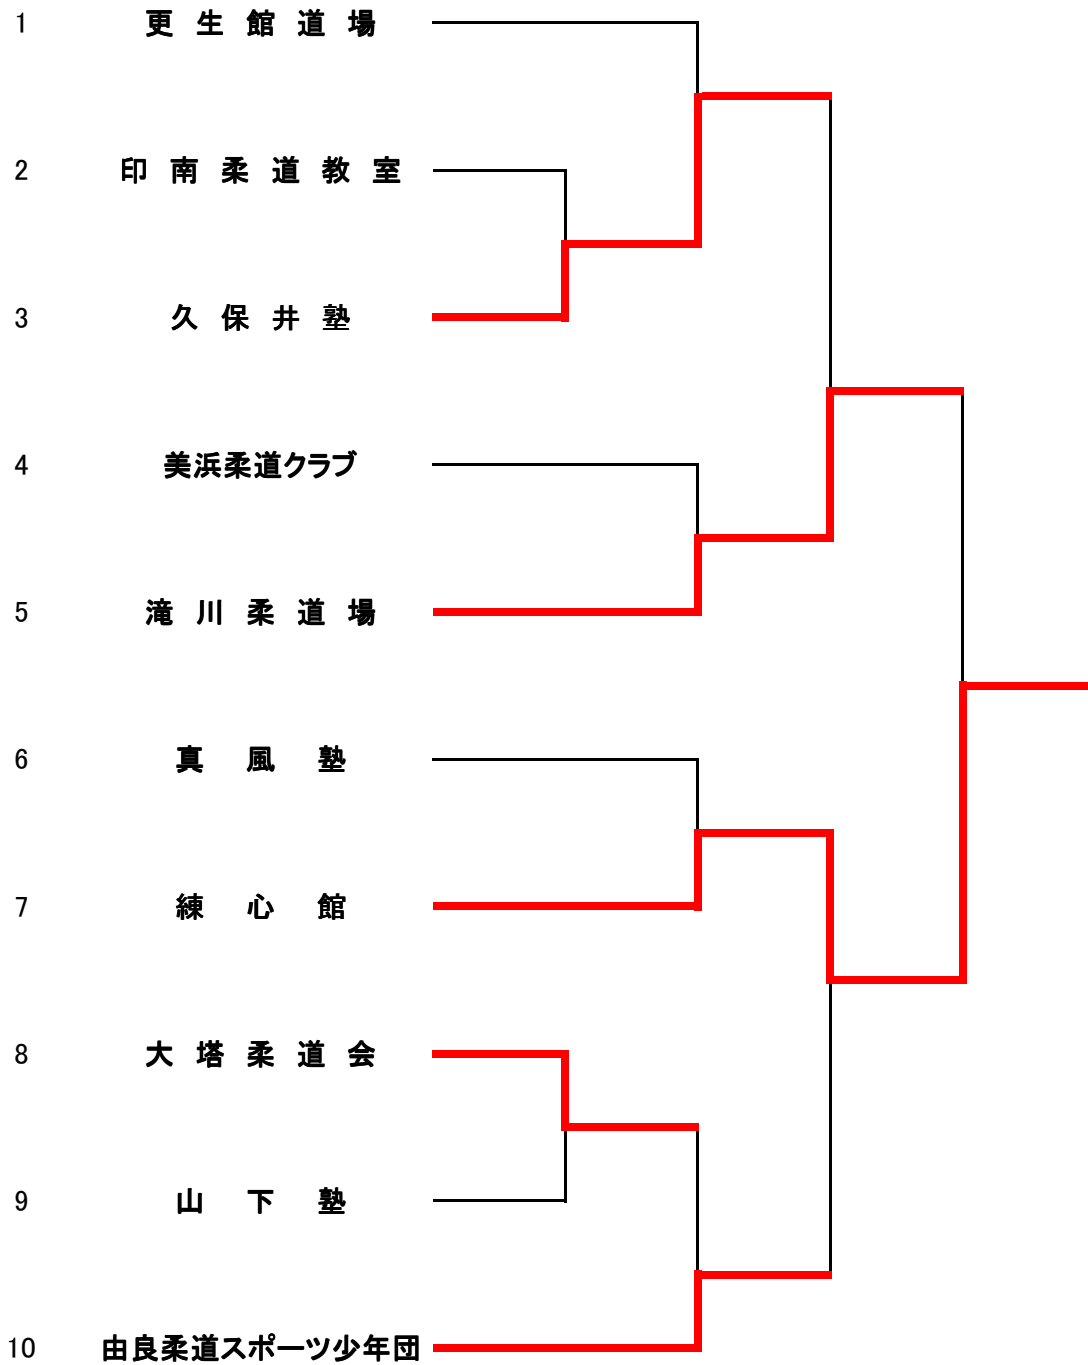 1 更生館道場
2 印南柔道教室
3 久保井塾
4 美浜柔道クラブ
5 滝川柔道場
6 真風塾
7 練心館
8 大塔柔道会
9 山下塾
10 由良柔道スポーツ少年団